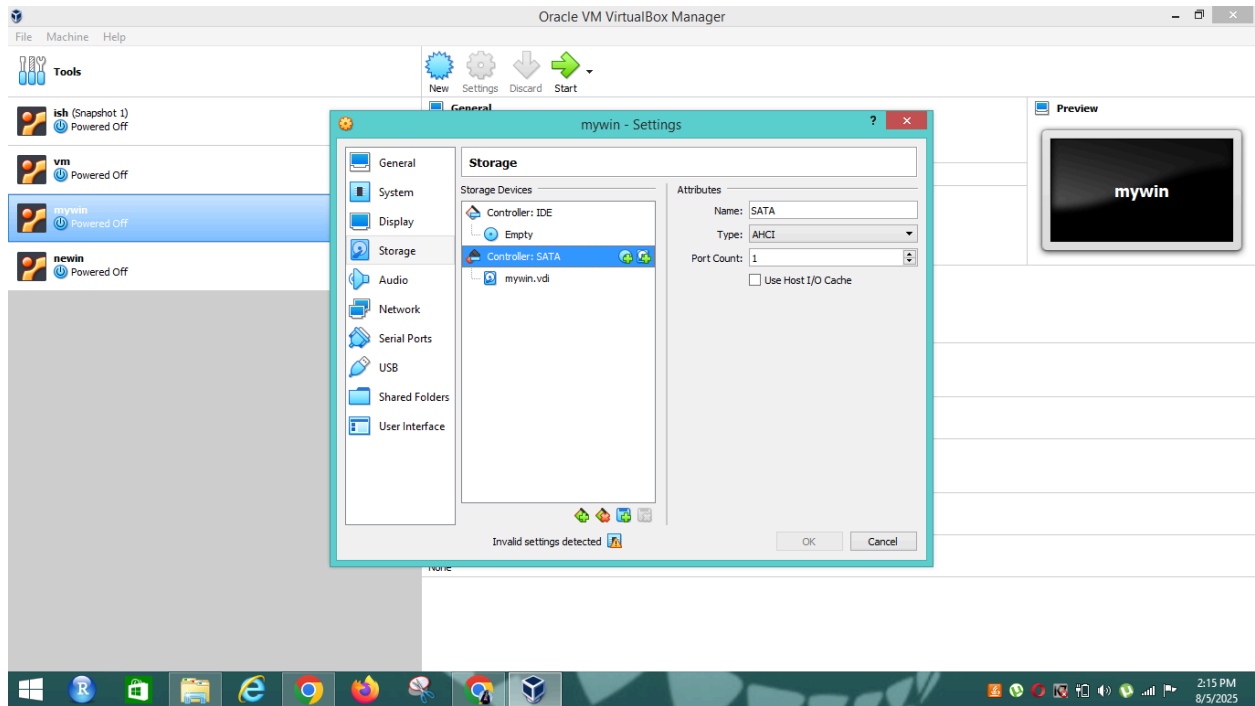 Oracle VM VirtualBox Manager
File Machine Help
Tools
New Settings Discard Start
ish (Snapshot 1)
Powered Off
vm
Powered Off
mywin
Powered Off
newin
Powered Off
General
Preview
mywin
mywin - Settings
?
General
System
Display
Storage
Audio
Network
Serial Ports
USB
Shared Folders
User Interface
Storage
Storage Devices
Controller: IDE
Empty
Controller: SATA
mywin.vdi
Attributes
Name: SATA
Type: AHCI
Port Count: 1
Use Host I/O Cache
Invalid settings detected
OK Cancel
None
R
2:15 PM
8/5/2025